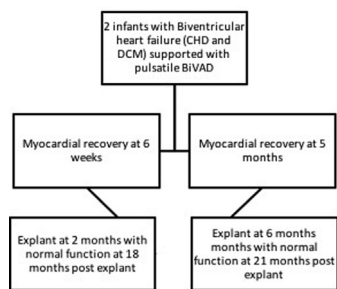 2 infants with Biventricular
heart failure (CHD and
DCM) supported with
pulsatile BiVAD
Myocardial recovery at 6
weeks
Myocardial recovery at 5
months
Explant at 2 months with
normal function at 18
months post explant
Explant at 6 months
months with normal
function at 21 months post
explant